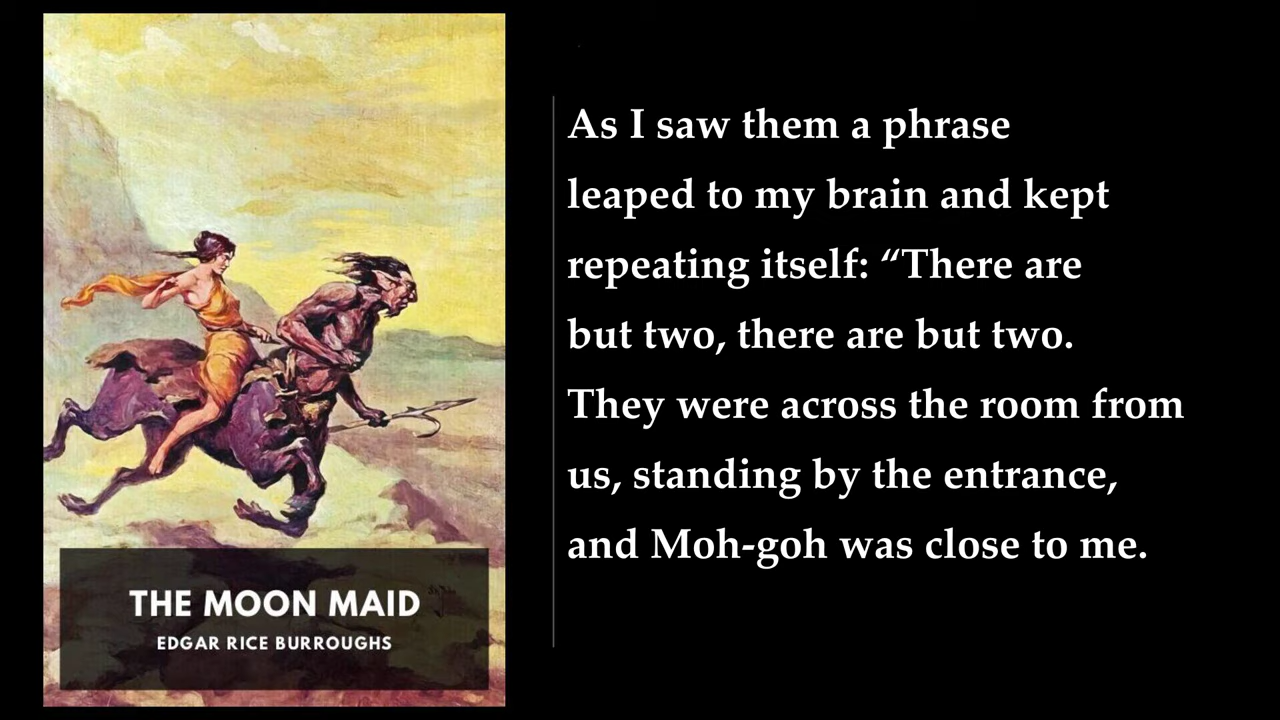 As I saw them a phrase
leaped to my brain and kept
repeating itself: “There are
but two, there are but two.
They were across the room from
us, standing by the entrance,
and Moh-goh was close to me.
THE MOON MAID
EDGAR RICE BURROUGHS